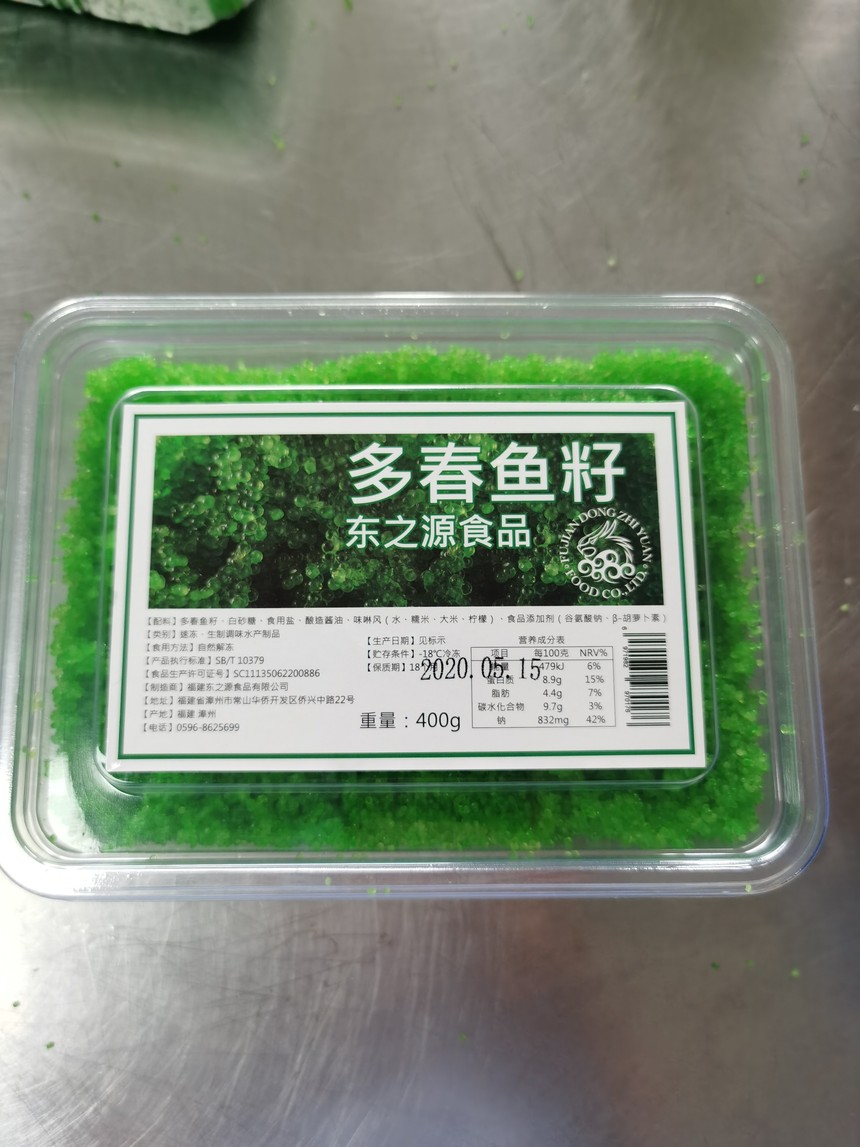 多春鱼籽
东之源食品
FUJIAN DONG ZHI YUAN
FOOD CO.,LTD.
【配料】多春鱼籽、白砂糖、食用盐、酿造酱油、味啉风（水、糯米、大米、柠檬）、食品添加剂（谷氨酸钠、β-胡萝卜素）
【类别】速冻、生制调味水产制品
【食用方法】自然解冻
【产品执行标准】SB/T 10379
【食品生产许可证号】SC11135062200886
【制造商】福建东之源食品有限公司
【地址】福建省漳州市常山华侨开发区侨兴中路22号
【产地】福建 漳州
【电话】0596-8625699
【生产日期】见标示
【贮存条件】-18℃冷冻
【保质期】18个月
2020.05.15
重量：400g
营养成分表
项目 每100克 NRV%
479kJ 6%
蛋白质 8.9g 15%
脂肪 4.4g 7%
碳水化合物 9.7g 3%
钠 832mg 42%